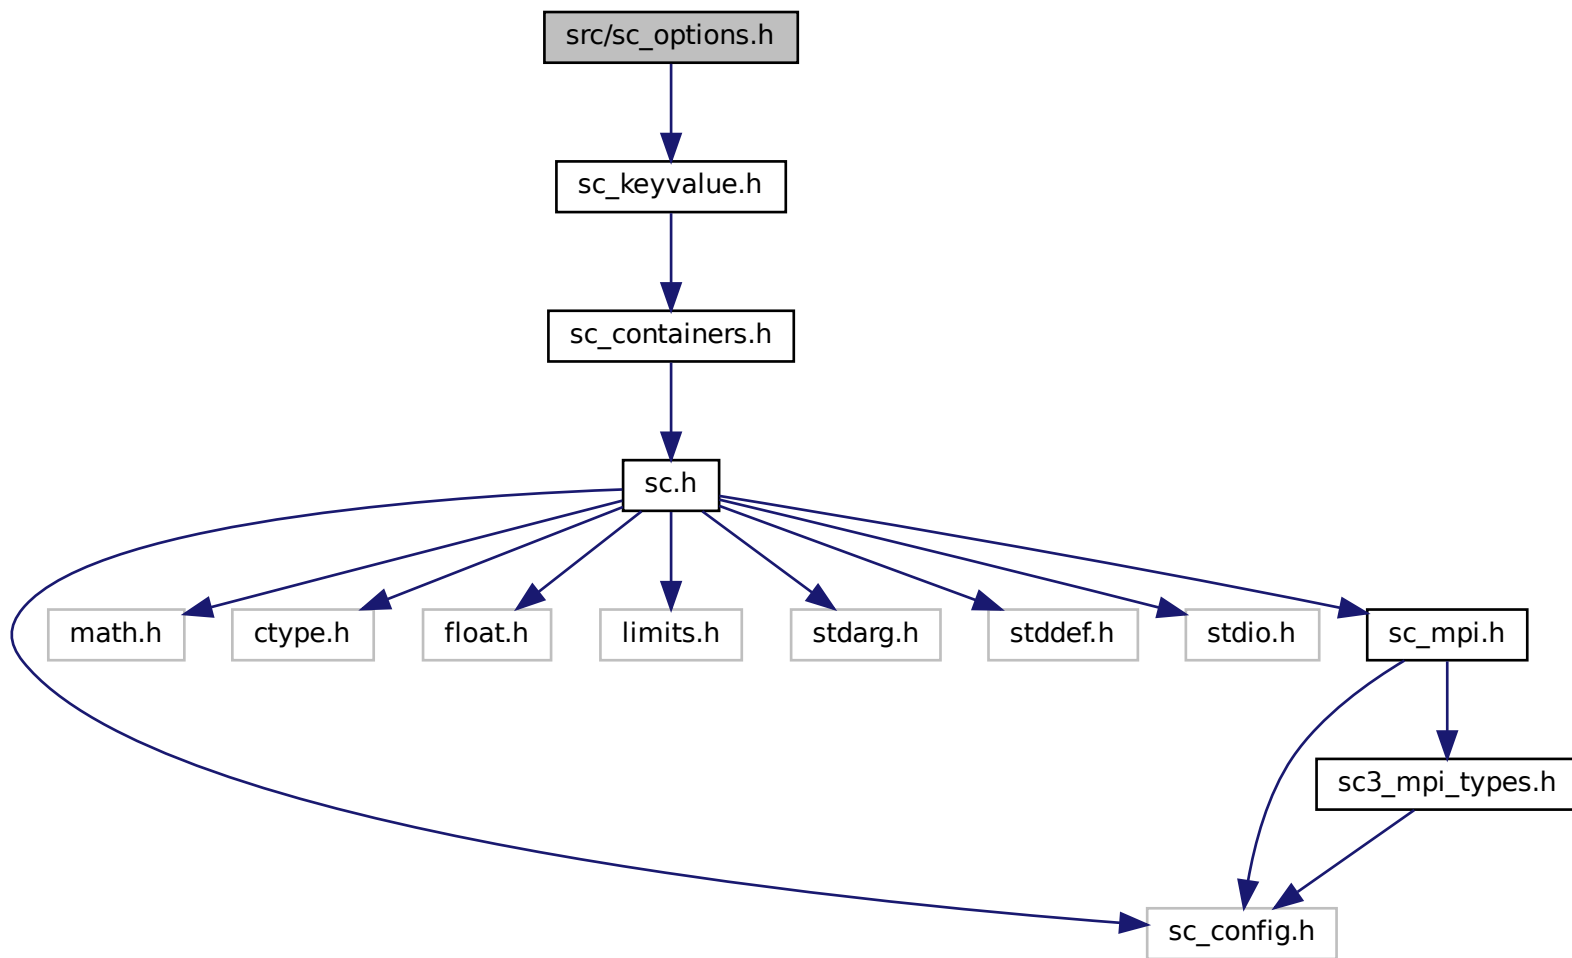 src/sc_options.h
sc_keyvalue.h
sc_containers.h
sc.h
math.h
ctype.h
float.h
limits.h
stdarg.h
stddef.h
stdio.h
sc_mpi.h
sc3_mpi_types.h
sc_config.h